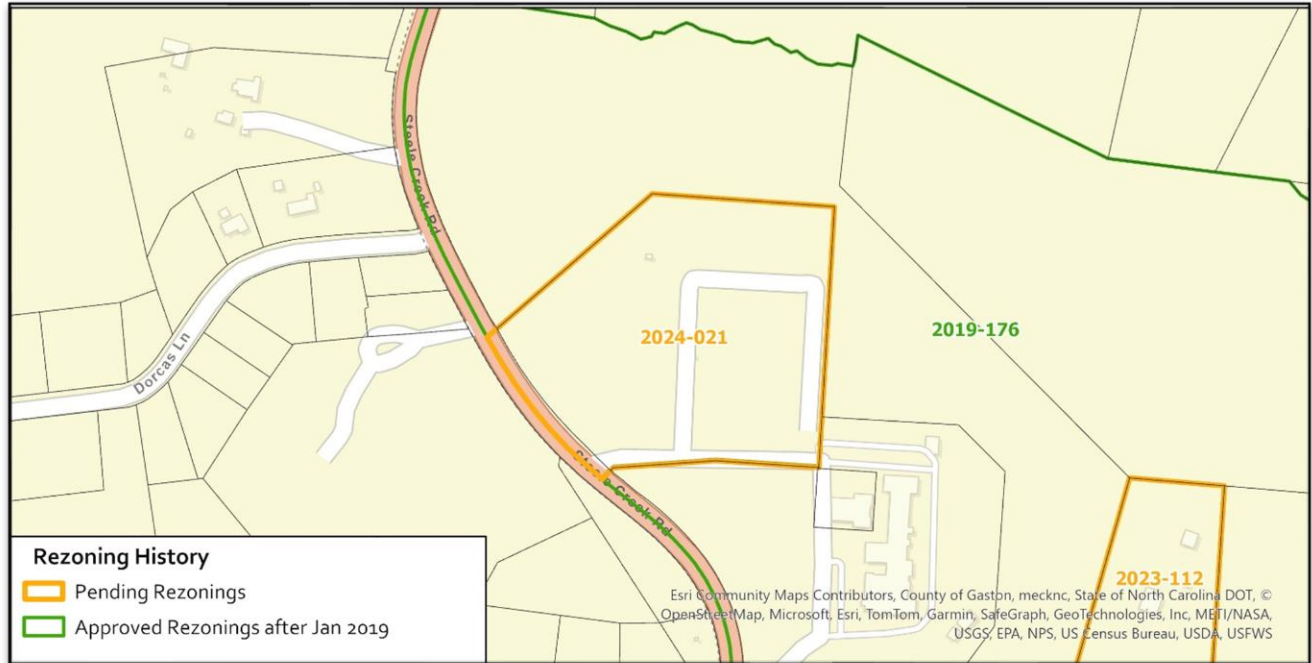 Steele Creek Rd
2024-021
2019-176
Dorcas Ln
Steele Creek Rd
2023-112
Rezoning History
Pending Rezonings
Approved Rezonings after Jan 2019
Esri Community Maps Contributors, County of Gaston, mecknc, State of North Carolina DOT, ©
OpenStreetMap, Microsoft, Esri, TomTom, Garmin, SafeGraph, GeoTechnologies, Inc, METI/NASA,
USGS, EPA, NPS, US Census Bureau, USDA, USFWS